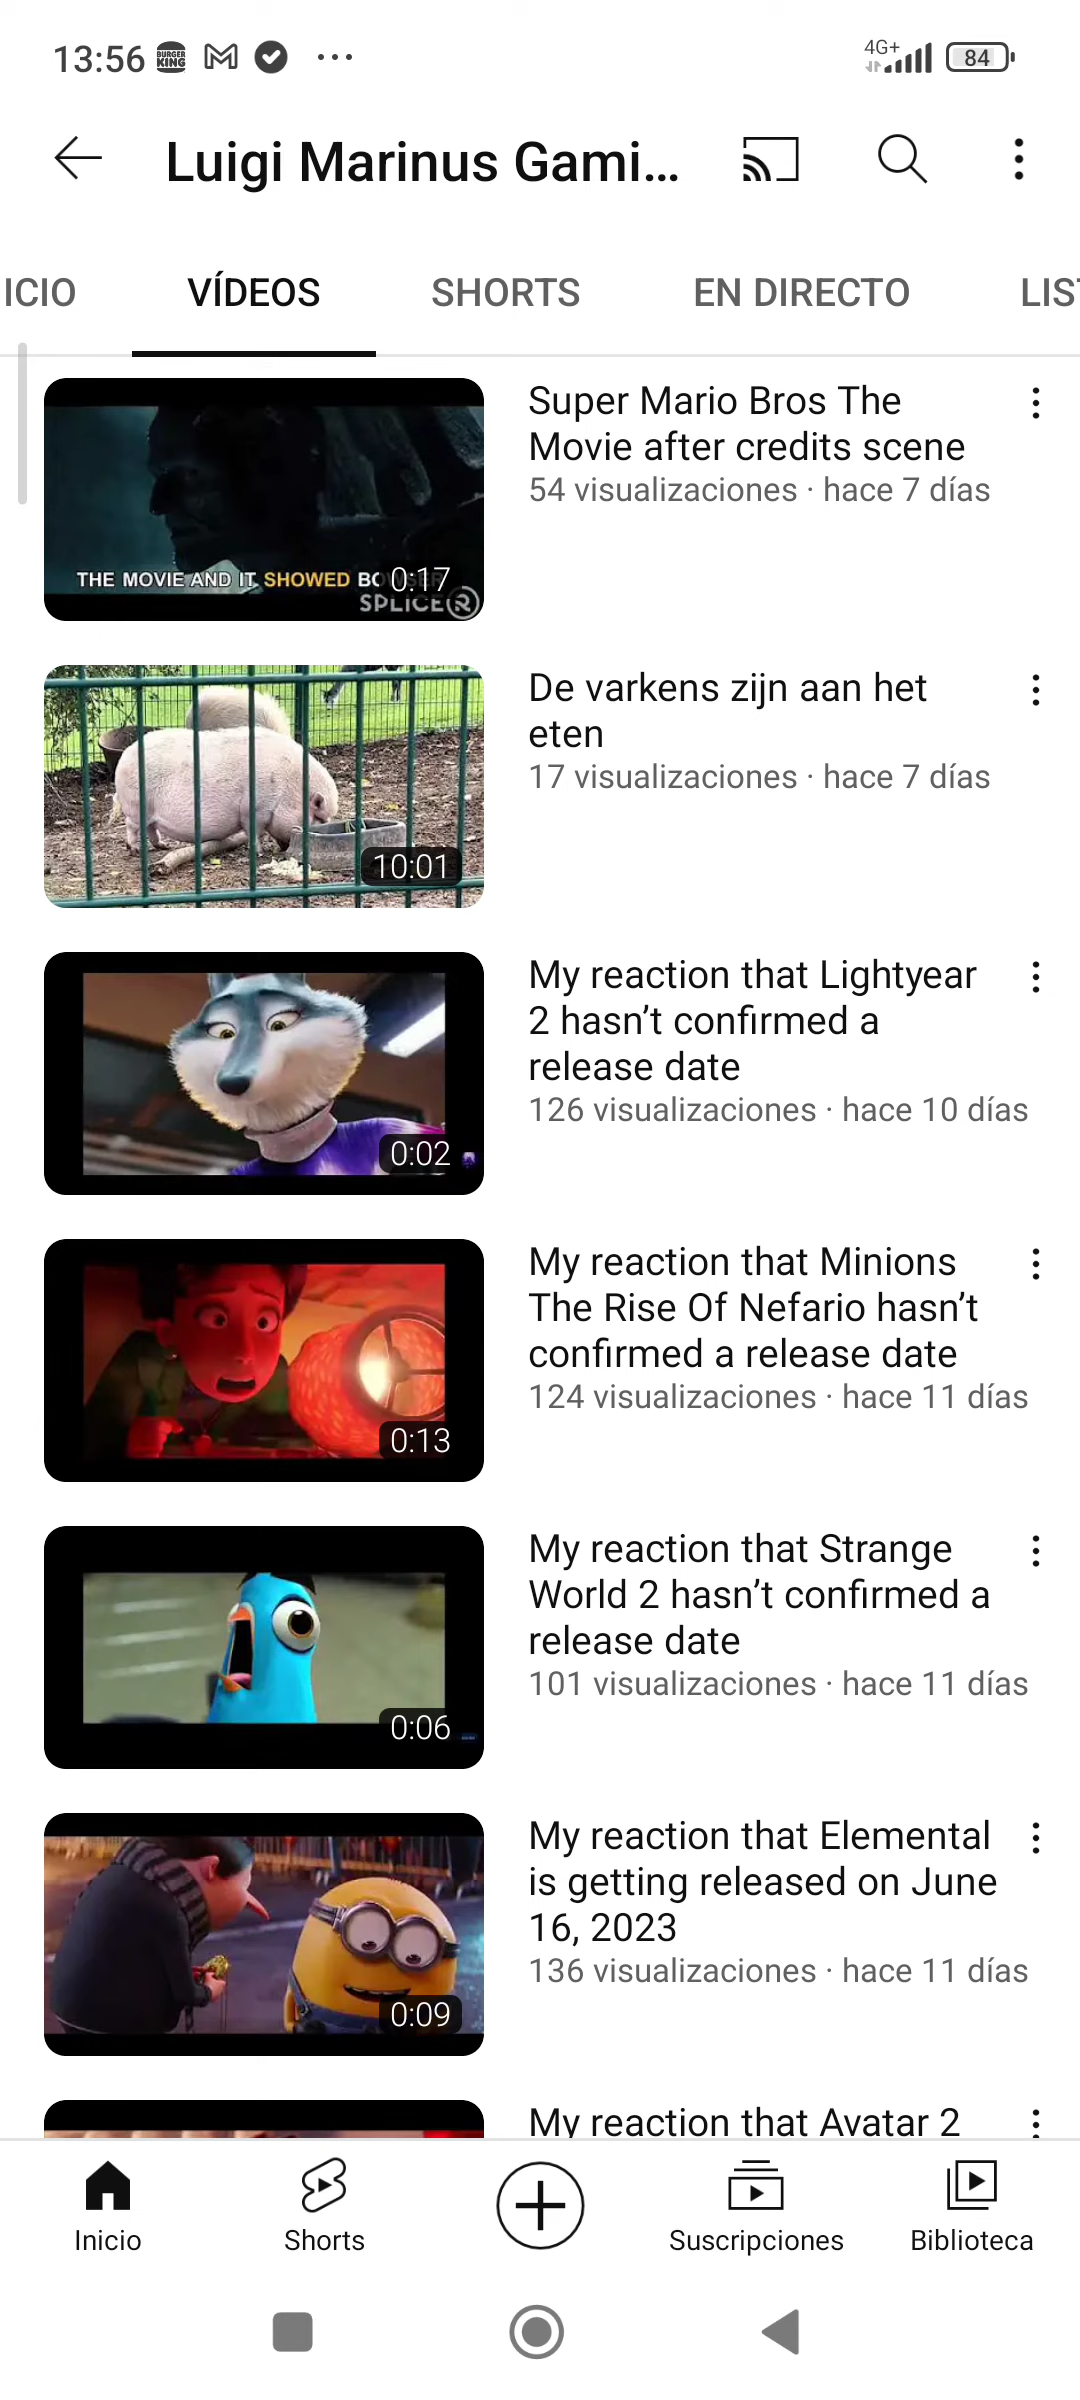 13:56 BURGER KING 4G+ 84
Luigi Marinus Gami...
ICIO VÍDEOS SHORTS EN DIRECTO LIST
Super Mario Bros The
Movie after credits scene
54 visualizaciones · hace 7 días
THE MOVIE AND IT SHOWED BOWSER
0:17
SPLICE
De varkens zijn aan het
eten
17 visualizaciones · hace 7 días
10:01
My reaction that Lightyear
2 hasn't confirmed a
release date
126 visualizaciones · hace 10 días
0:02
My reaction that Minions
The Rise Of Nefario hasn't
confirmed a release date
124 visualizaciones · hace 11 días
0:13
My reaction that Strange
World 2 hasn't confirmed a
release date
101 visualizaciones · hace 11 días
0:06
My reaction that Elemental
is getting released on June
16, 2023
136 visualizaciones · hace 11 días
0:09
My reaction that Avatar 2
Inicio Shorts Suscripciones Biblioteca